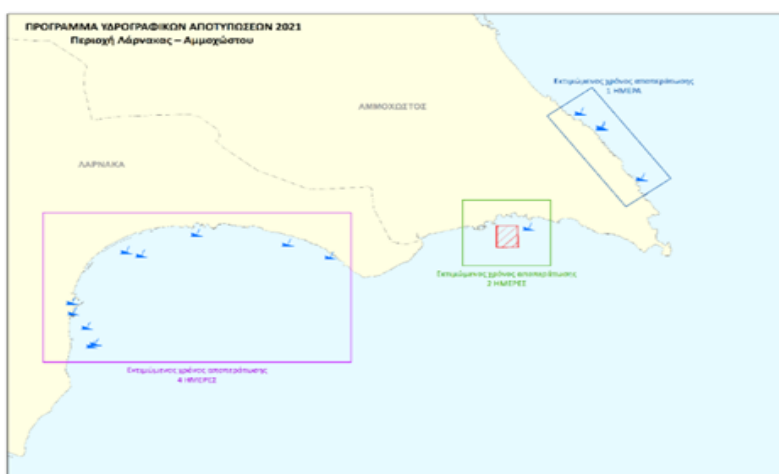 ΠΡΟΓΡΑΜΜΑ ΥΔΡΟΓΡΑΦΙΚΩΝ ΑΠΟΤΥΠΩΣΕΩΝ 2021
Περιοχή Λάρνακας – Αμμοχώστου
Εκτιμώμενος χρόνος αποπεράτωσης
1 ΗΜΕΡΑ
ΑΜΜΟΧΩΣΤΟΣ
ΛΑΡΝΑΚΑ
Εκτιμώμενος χρόνος αποπεράτωσης
2 ΗΜΕΡΕΣ
Εκτιμώμενος χρόνος αποπεράτωσης
4 ΗΜΕΡΕΣ